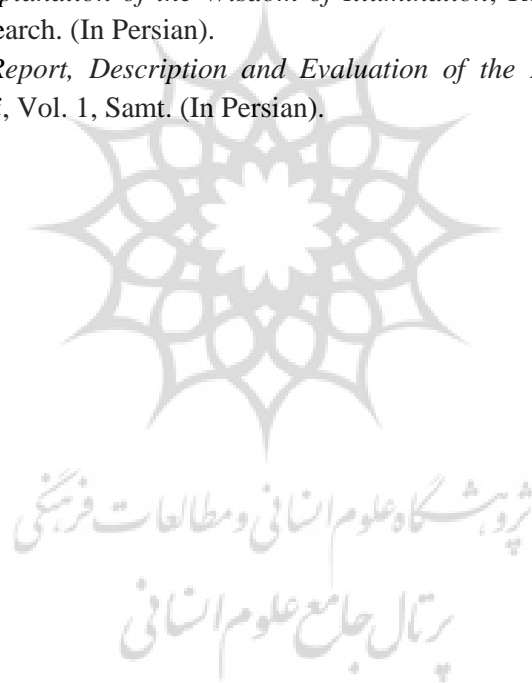 planation of the Wisdom of Illumination,
earch. (In Persian).
Report, Description and Evaluation of the
, Vol. 1, Samt. (In Persian).
پژوهشگاه علوم انسانی و مطالعات فرهنگی
پرتال جامع علوم انسانی